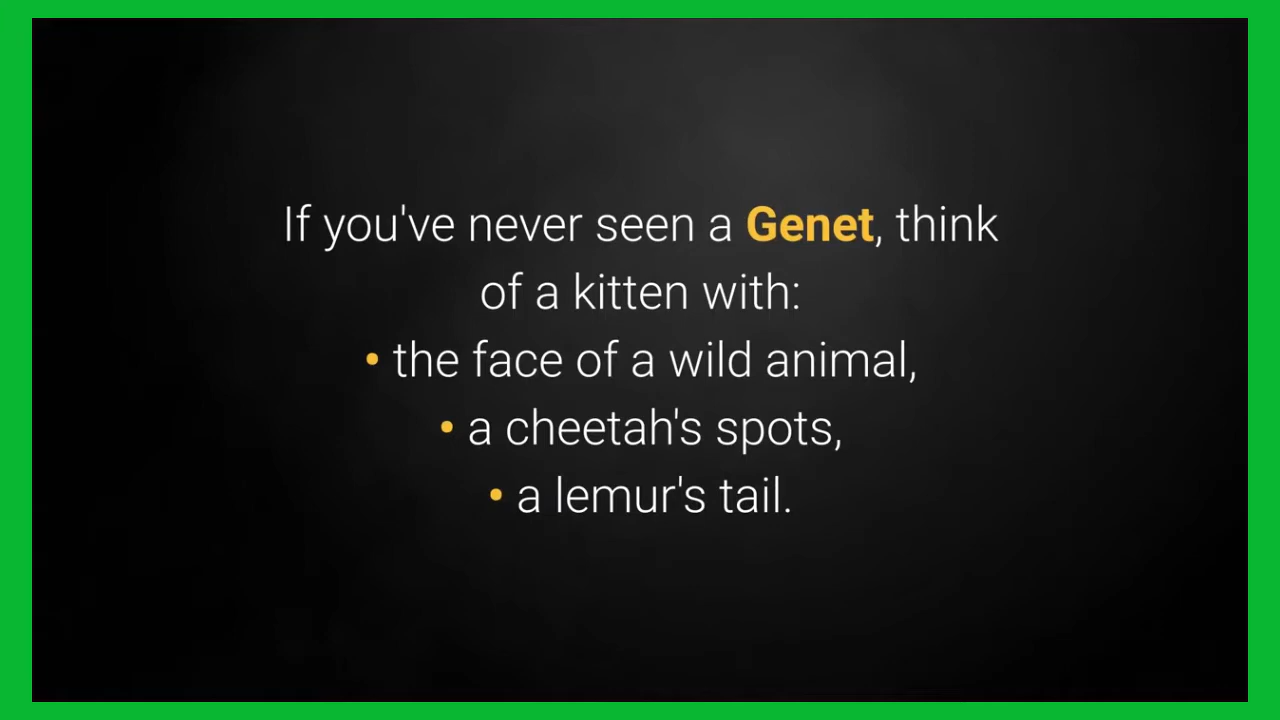 If you've never seen a Genet, think
of a kitten with:
• the face of a wild animal,
• a cheetah's spots,
• a lemur's tail.